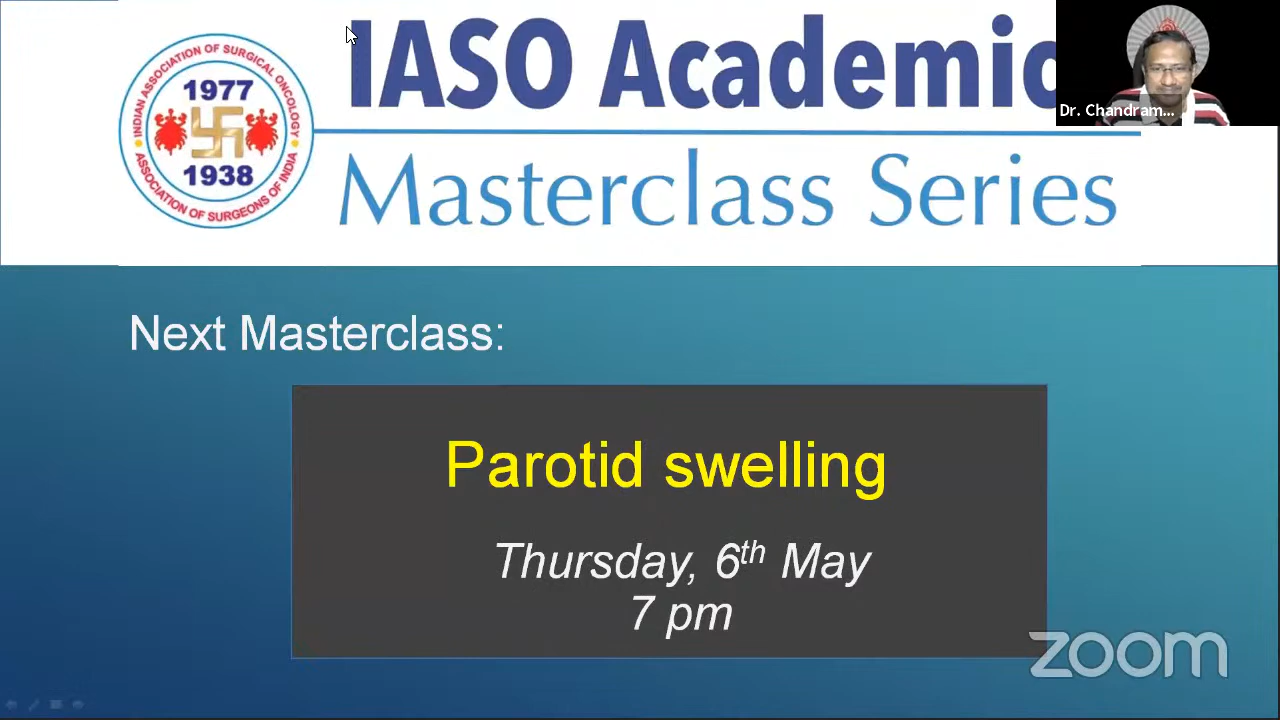 IASO Academic
Dr. Chandram...
INDIAN ASSOCIATION OF SURGICAL ONCOLOGY
1977
1938
ASSOCIATION OF SURGEONS OF INDIA
Masterclass Series
Next Masterclass:
Parotid swelling
Thursday, 6th May
7 pm
zoom